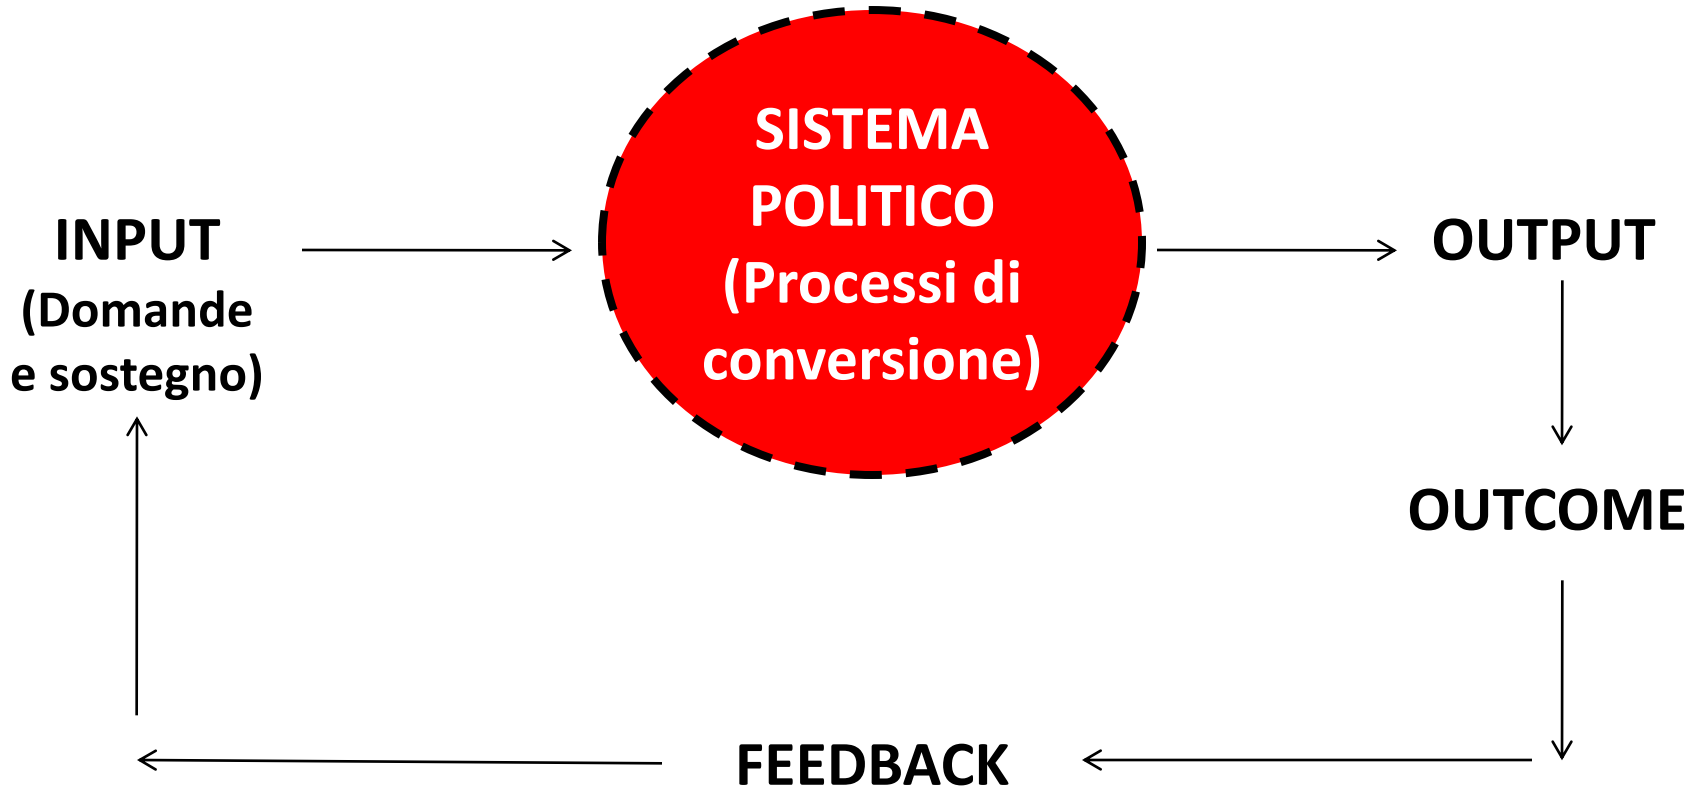 SISTEMA
POLITICO
(Processi di
conversione)
INPUT
(Domande
e sostegno)
OUTPUT
OUTCOME
FEEDBACK